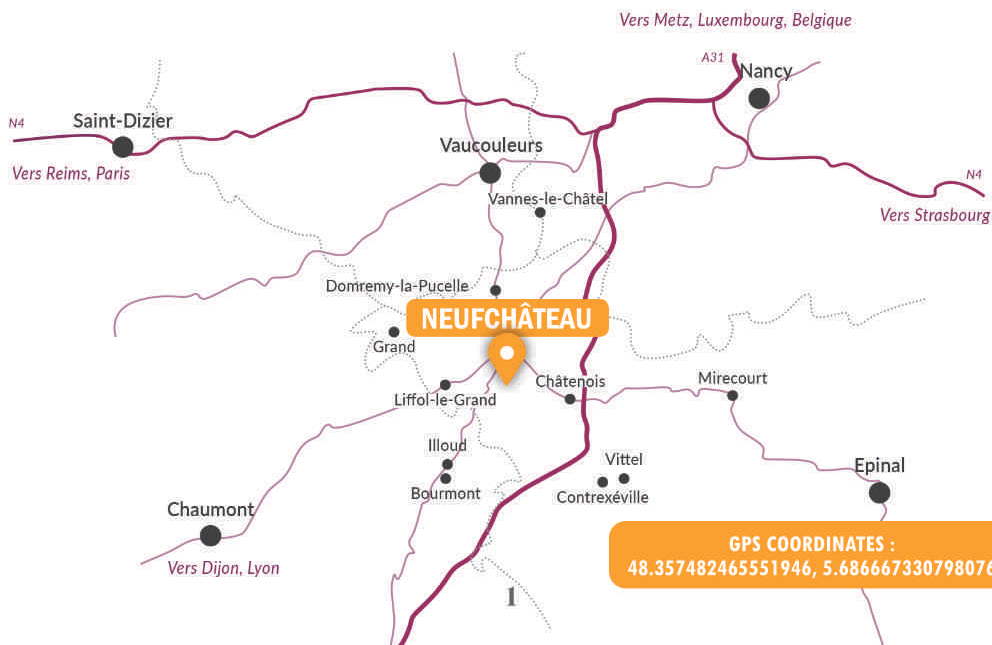 Vers Metz, Luxembourg, Belgique
A31
Nancy
N4
Saint-Dizier
Vers Reims, Paris
Vaucouleurs
Vannes-le-Châtel
N4
Vers Strasbourg
Domremy-la-Pucelle
NEUFCHÂTEAU
Grand
Châtenois
Mirecourt
Liffol-le-Grand
Illoud
Bourmont
Vittel
Contrexéville
Epinal
Chaumont
Vers Dijon, Lyon
GPS COORDINATES :
48.357482465551946, 5.686667330798076
1